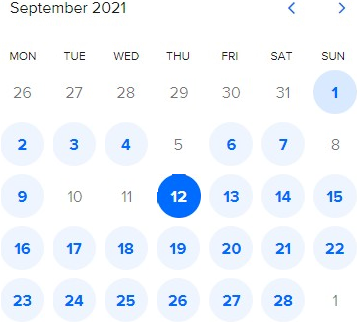 September 2021
MON TUE WED THU FRI SAT SUN
26 27 28 29 30 31 1
2 3 4 5 6 7 8
9 10 11 12 13 14 15
16 17 18 19 20 21 22
23 24 25 26 27 28 1